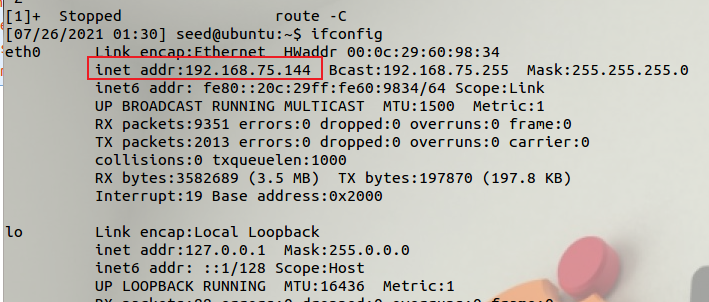 [1]+  Stopped                 route -C
[07/26/2021 01:30] seed@ubuntu:~$ ifconfig
eth0      Link encap:Ethernet  HWaddr 00:0c:29:60:98:34
          inet addr:192.168.75.144  Bcast:192.168.75.255  Mask:255.255.255.0
          inet6 addr: fe80::20c:29ff:fe60:9834/64 Scope:Link
          UP BROADCAST RUNNING MULTICAST  MTU:1500  Metric:1
          RX packets:9351 errors:0 dropped:0 overruns:0 frame:0
          TX packets:2013 errors:0 dropped:0 overruns:0 carrier:0
          collisions:0 txqueuelen:1000
          RX bytes:3582689 (3.5 MB)  TX bytes:197870 (197.8 KB)
          Interrupt:19 Base address:0x2000

lo        Link encap:Local Loopback
          inet addr:127.0.0.1  Mask:255.0.0.0
          inet6 addr: ::1/128 Scope:Host
          UP LOOPBACK RUNNING  MTU:16436  Metric:1